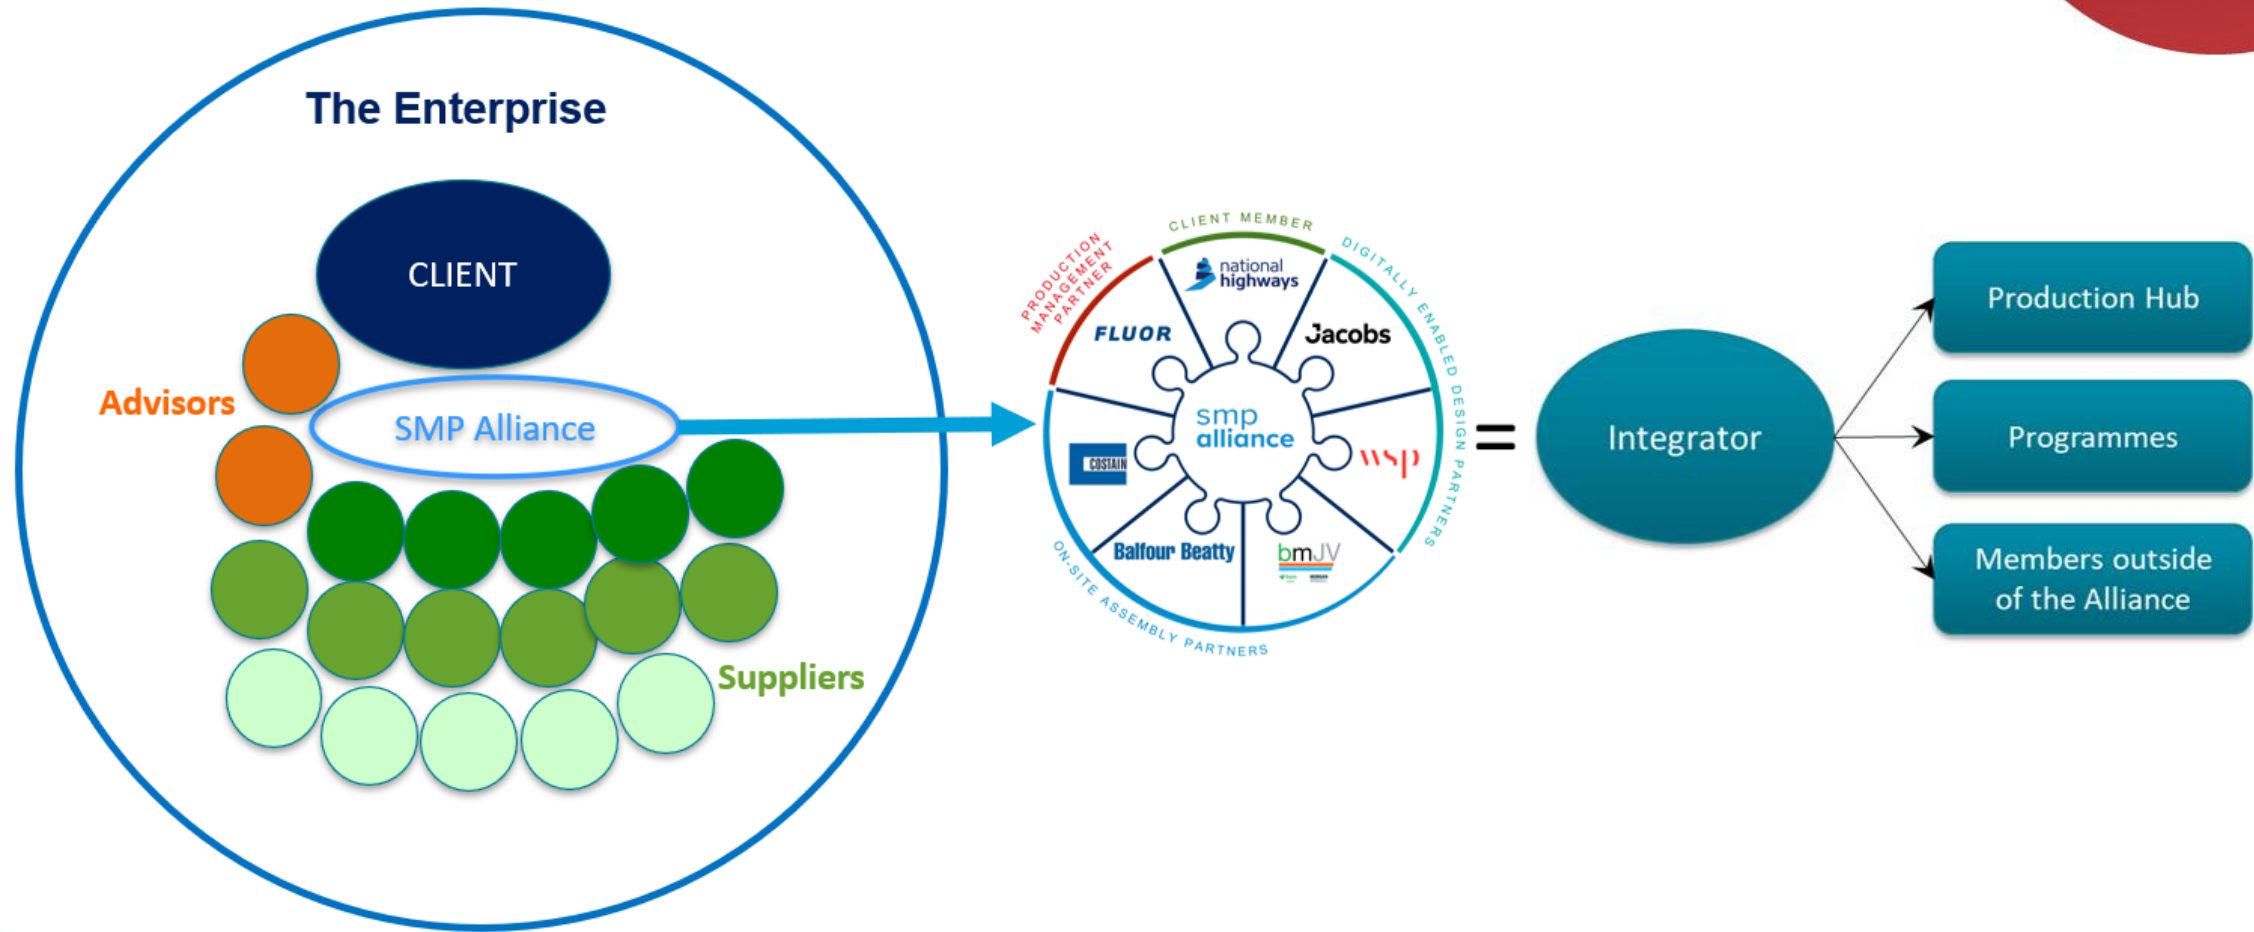 The Enterprise
CLIENT
Advisors
SMP Alliance
Suppliers
CLIENT MEMBER
PRODUCTION
MANAGEMENT
PARTNER
DIGITALLY ENABLED DESIGN PARTNERS
ON-SITE ASSEMBLY PARTNERS
national
highways
FLUOR
Jacobs
smp
alliance
COSTAIN
wsp
Balfour Beatty
bmJV
=
Integrator
Production Hub
Programmes
Members outside
of the Alliance